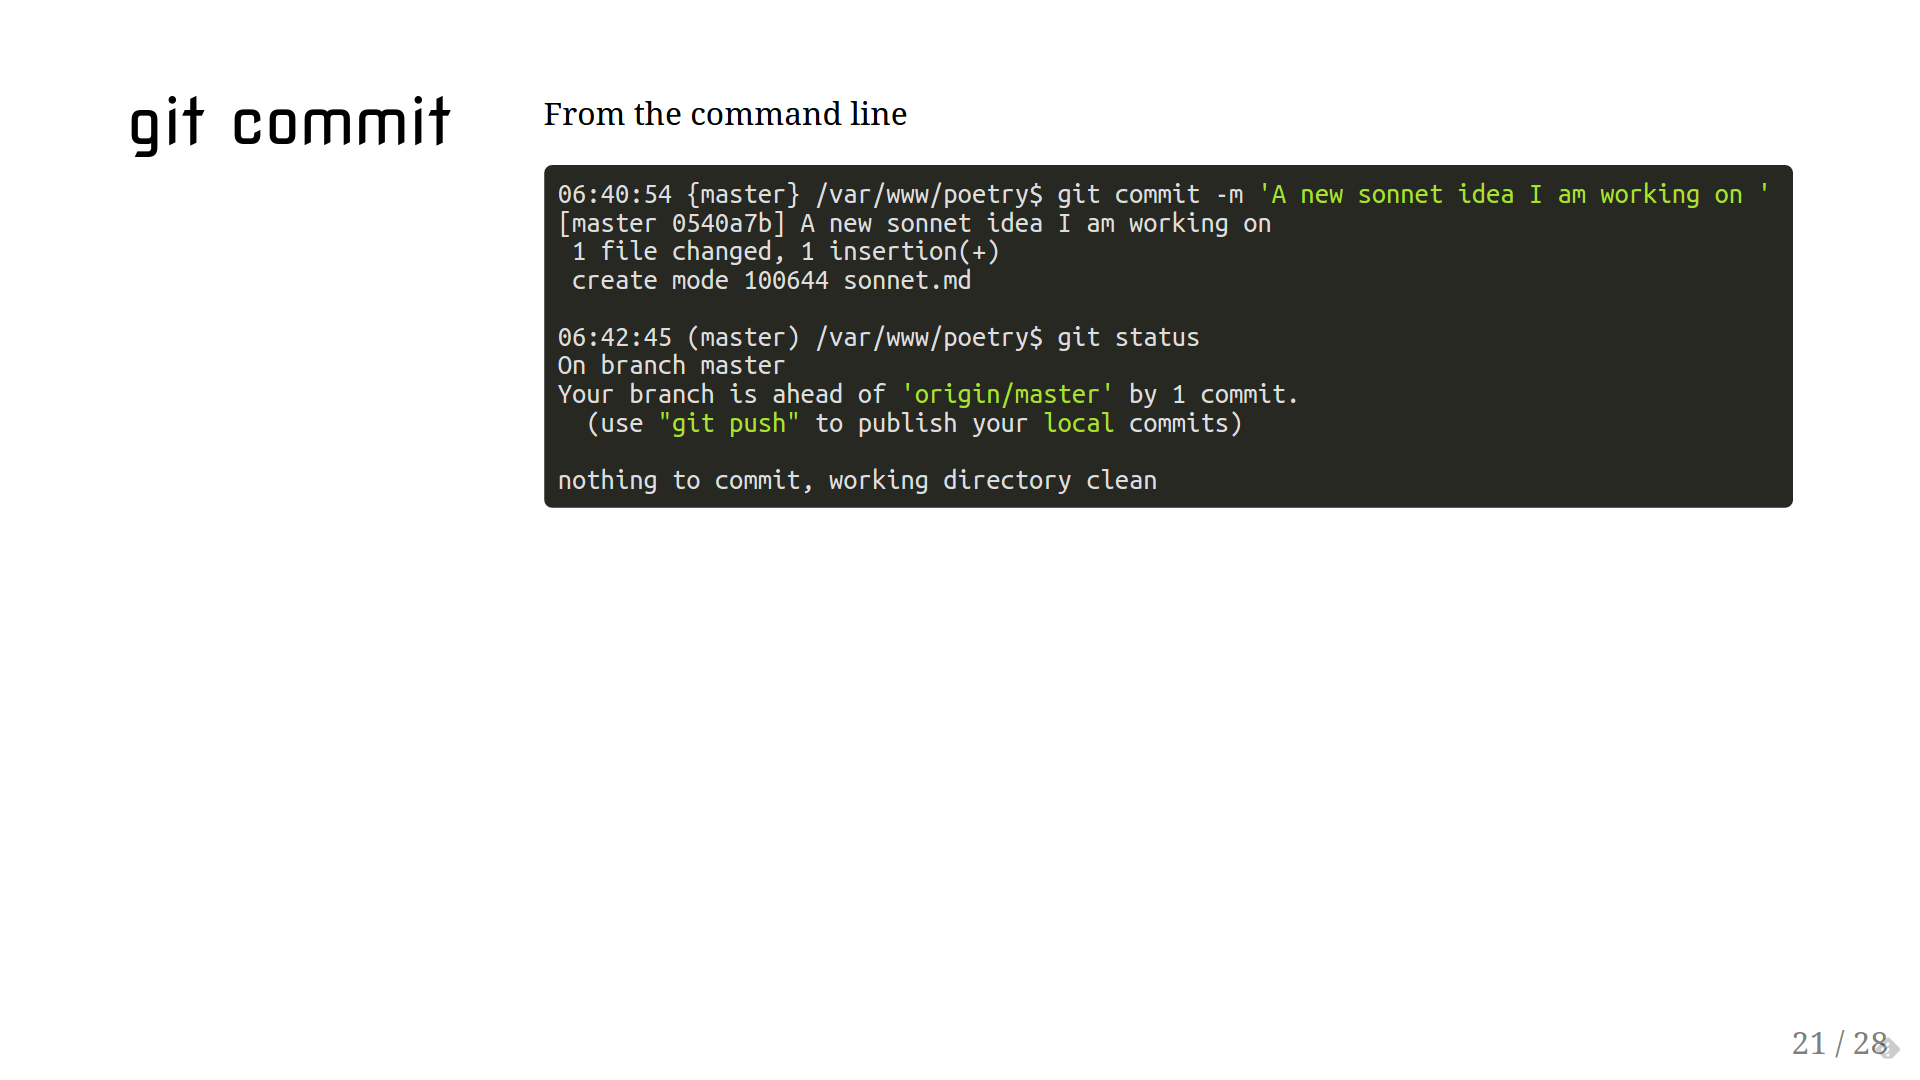 git commit
From the command line
06:40:54 {master} /var/www/poetry$ git commit -m 'A new sonnet idea I am working on '
[master 0540a7b] A new sonnet idea I am working on
 1 file changed, 1 insertion(+)
 create mode 100644 sonnet.md
06:42:45 (master) /var/www/poetry$ git status
On branch master
Your branch is ahead of 'origin/master' by 1 commit.
  (use "git push" to publish your local commits)
nothing to commit, working directory clean
21 / 28